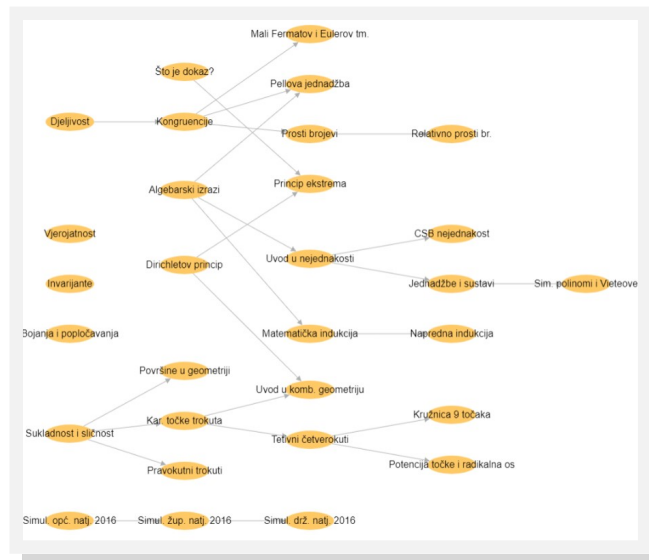 Mali Fermatov i Eulerov tm.
Što je dokaz?
Pellova jednadžba
Djeljivost
Kongruencije
Prosti brojevi
Relativno prosti br.
Algebarski izrazi
Princip ekstrema
Vjerojatnost
CSB nejednakost
Dirichletov princip
Uvod u nejednakosti
Invarijante
Jednadžbe i sustavi
Sim. polinomi i Vieteove
Bojanja i popločavanja
Matematička indukcija
Napredna indukcija
Površine u geometriji
Uvod u komb. geometriju
Kar. točke trokuta
Kružnica 9 točaka
Sukladnost i sličnost
Tetivni četverokuti
Pravokutni trokuti
Potencija točke i radikalna os
Simul. opć. natj. 2016
Simul. žup. natj. 2016
Simul. drž. natj. 2016